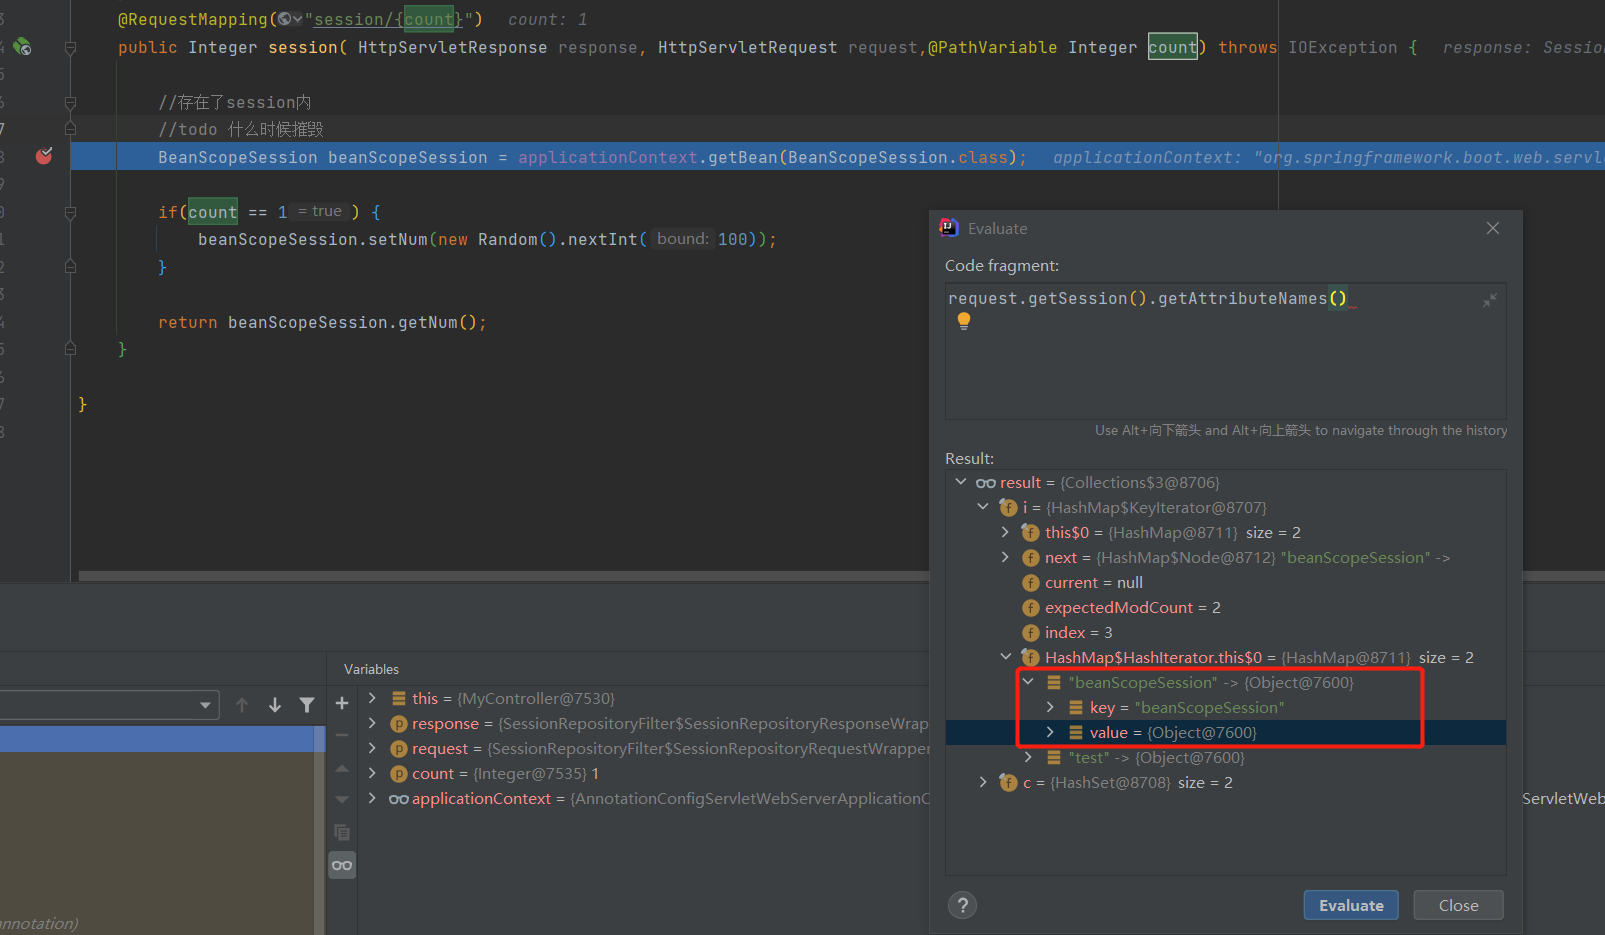 @RequestMapping("session/{count}") count: 1
public Integer session( HttpServletResponse response, HttpServletRequest request,@PathVariable Integer count) throws IOException { response: Session
//存在了session内
//todo 什么时候摧毁
BeanScopeSession beanScopeSession = applicationContext.getBean(BeanScopeSession.class); applicationContext: "org.springframework.boot.web.servl
if(count == 1 = true ) {
beanScopeSession.setNum(new Random().nextInt( bound: 100));
}
return beanScopeSession.getNum();
}
}
Evaluate
Code fragment:
request.getSession().getAttributeNames()
Use Alt+向下箭头 and Alt+向上箭头 to navigate through the history
Result:
result = {Collections$3@8706}
i = {HashMap$KeyIterator@8707}
this$0 = {HashMap@8711} size = 2
next = {HashMap$Node@8712} "beanScopeSession" ->
current = null
expectedModCount = 2
index = 3
HashMap$HashIterator.this$0 = {HashMap@8711} size = 2
"beanScopeSession" -> {Object@7600}
key = "beanScopeSession"
value = {Object@7600}
"test" -> {Object@7600}
c = {HashSet@8708} size = 2
? Evaluate Close
Variables
this = {MyController@7530}
response = {SessionRepositoryFilter$SessionRepositoryResponseWrap
request = {SessionRepositoryFilter$SessionRepositoryRequestWrapper
count = {Integer@7535} 1
applicationContext = {AnnotationConfigServletWebServerApplicationC
ServletWeb
nnotation)